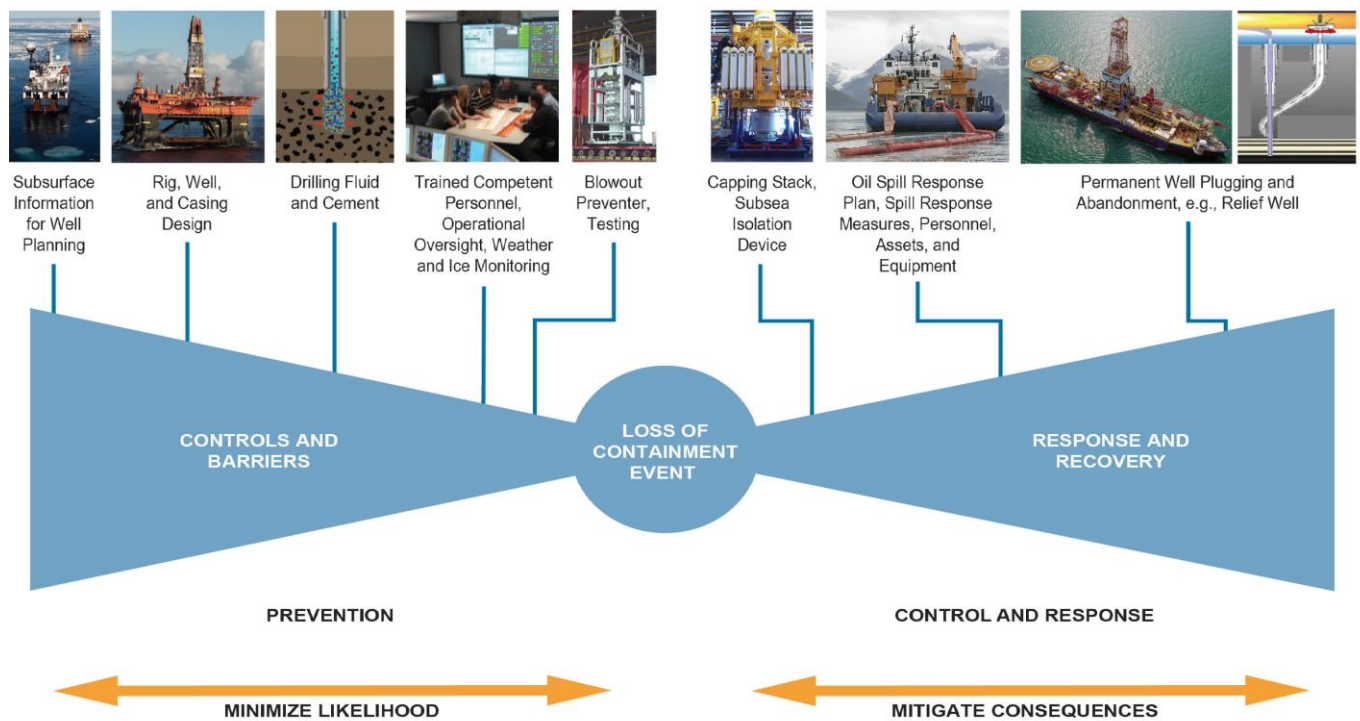 Subsurface
Information
for Well
Planning
Rig, Well,
and Casing
Design
Drilling Fluid
and Cement
Trained Competent
Personnel,
Operational
Oversight, Weather
and Ice Monitoring
Blowout
Preventer,
Testing
Capping Stack,
Subsea
Isolation
Device
Oil Spill Response
Plan, Spill Response
Measures, Personnel,
Assets, and
Equipment
Permanent Well Plugging and
Abandonment, e.g., Relief Well
CONTROLS AND
BARRIERS
LOSS OF
CONTAINMENT
EVENT
RESPONSE AND
RECOVERY
PREVENTION
CONTROL AND RESPONSE
MINIMIZE LIKELIHOOD
MITIGATE CONSEQUENCES